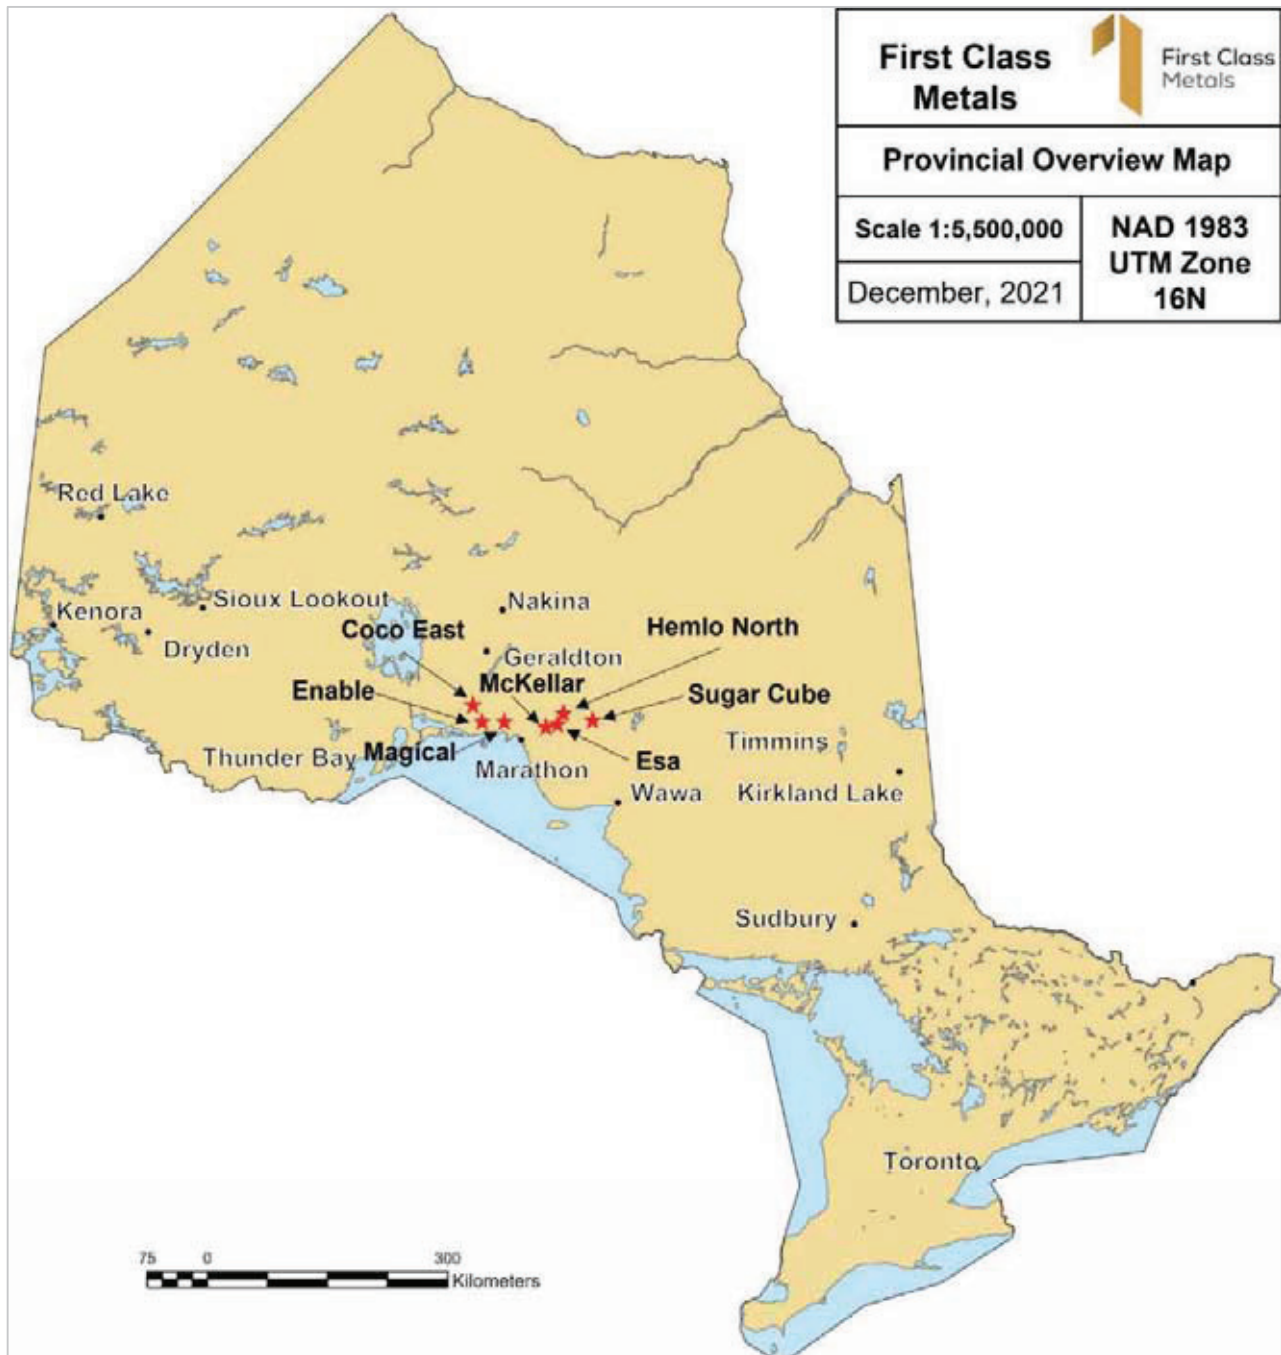 First Class
Metals
First Class
Metals
Provincial Overview Map
Scale 1:5,500,000
NAD 1983
UTM Zone
16N
December, 2021
Red Lake
Sioux Lookout
Nakina
Kenora
Coco East
Hemlo North
Dryden
Geraldton
McKellar
Enable
Sugar Cube
Thunder Bay
Magical
Marathon
Esa
Timmins
Wawa
Kirkland Lake
Sudbury
Toronto
75 0 300
Kilometers